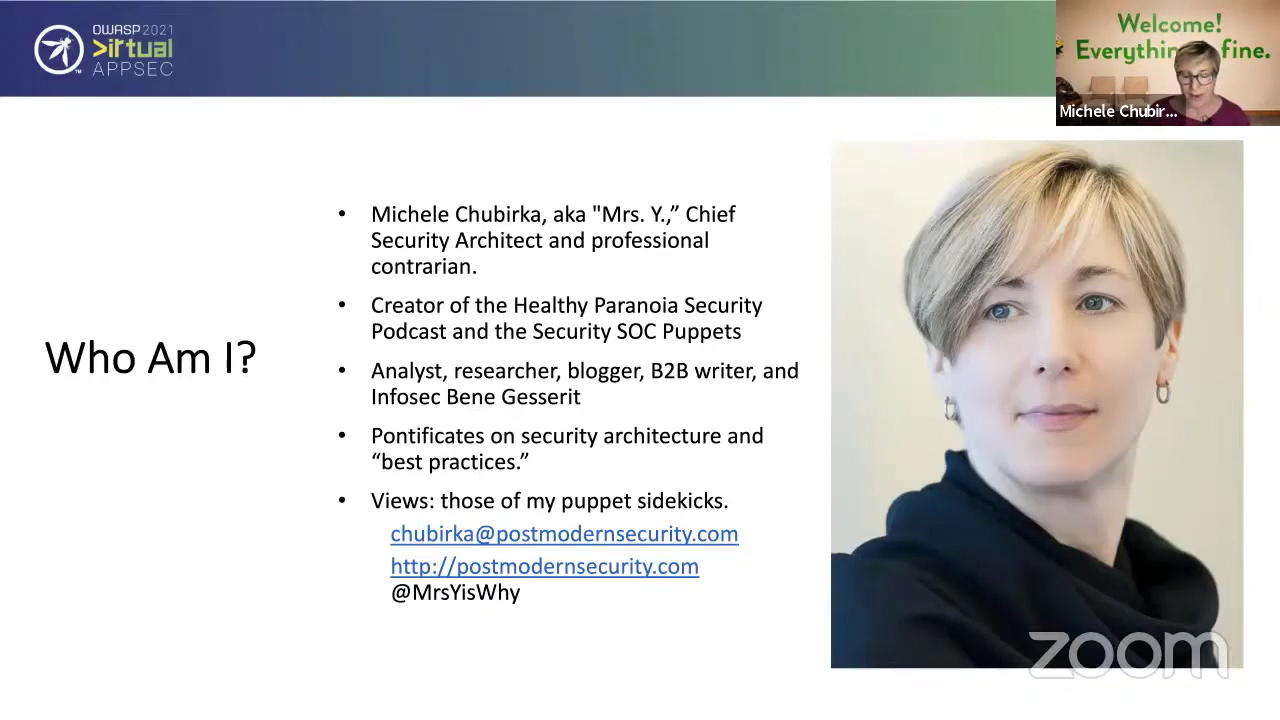 OWASP 2021
Virtual
APPSEC
Welcome!
Everything fine.
Michele Chubir...
Who Am I?
• Michele Chubirka, aka "Mrs. Y.,” Chief
Security Architect and professional
contrarian.
• Creator of the Healthy Paranoia Security
Podcast and the Security SOC Puppets
• Analyst, researcher, blogger, B2B writer, and
Infosec Bene Gesserit
• Pontificates on security architecture and
“best practices.”
• Views: those of my puppet sidekicks.
chubirka@postmodernsecurity.com
http://postmodernsecurity.com
@MrsYisWhy
zoom